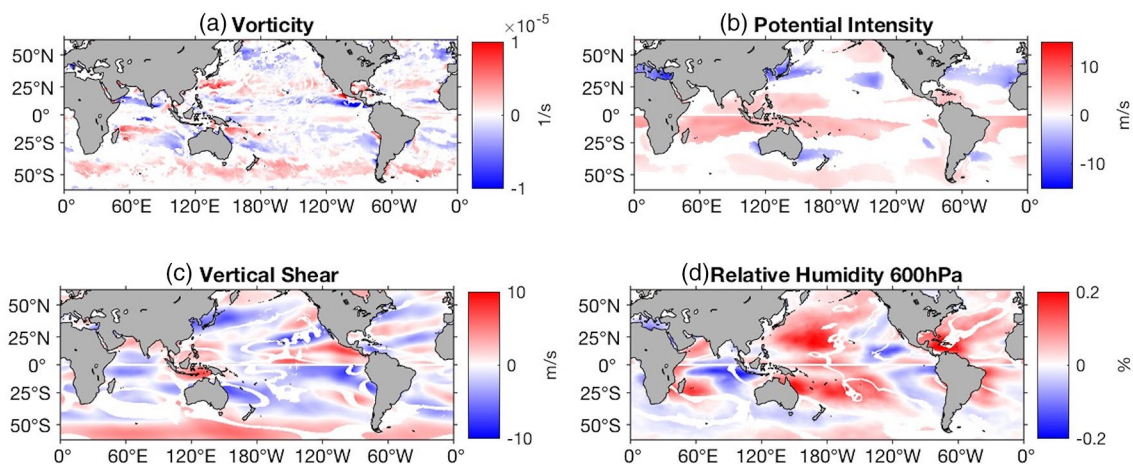 (a) Vorticity
×10⁻⁵
50°N
25°N
0°
25°S
50°S
0° 60°E 120°E 180°W 120°W 60°W 0°
1
0
-1
1/s
(b) Potential Intensity
50°N
25°N
0°
25°S
50°S
0° 60°E 120°E 180°W 120°W 60°W 0°
10
0
-10
m/s
(c) Vertical Shear
50°N
25°N
0°
25°S
50°S
0° 60°E 120°E 180°W 120°W 60°W 0°
10
0
-10
m/s
(d)Relative Humidity 600hPa
50°N
25°N
0°
25°S
50°S
0° 60°E 120°E 180°W 120°W 60°W 0°
0.2
0
-0.2
%